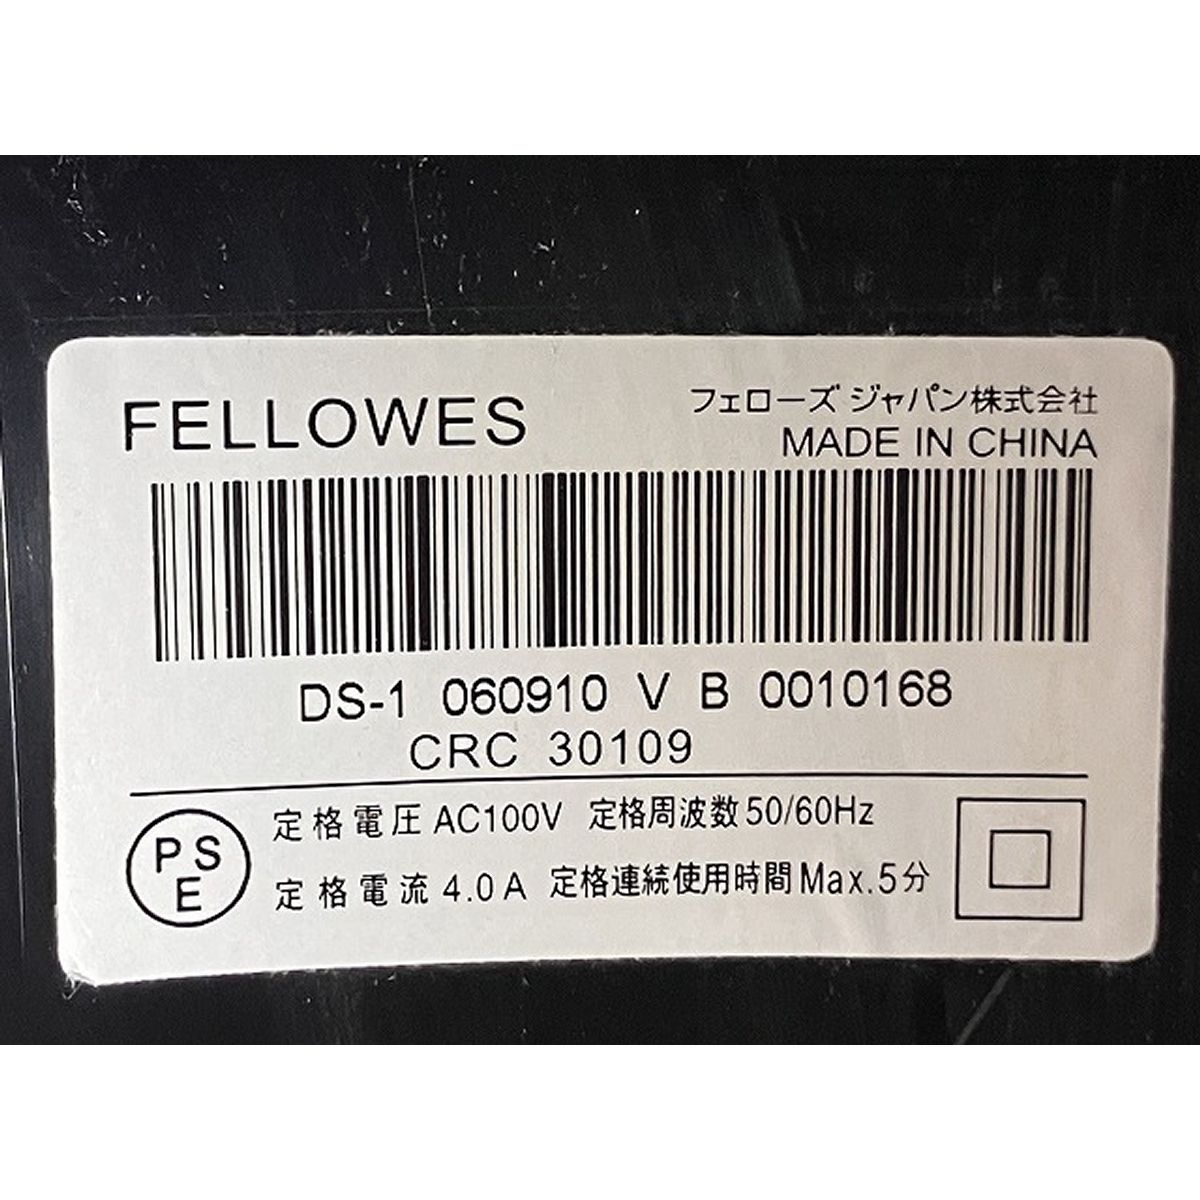 FELLOWES
フェローズ ジャパン株式会社
MADE IN CHINA
DS-1 060910 V B 0010168
CRC 30109
PSE
定格電圧 AC100V 定格周波数 50/60Hz
定格電流 4.0A 定格連続使用時間 Max.5分